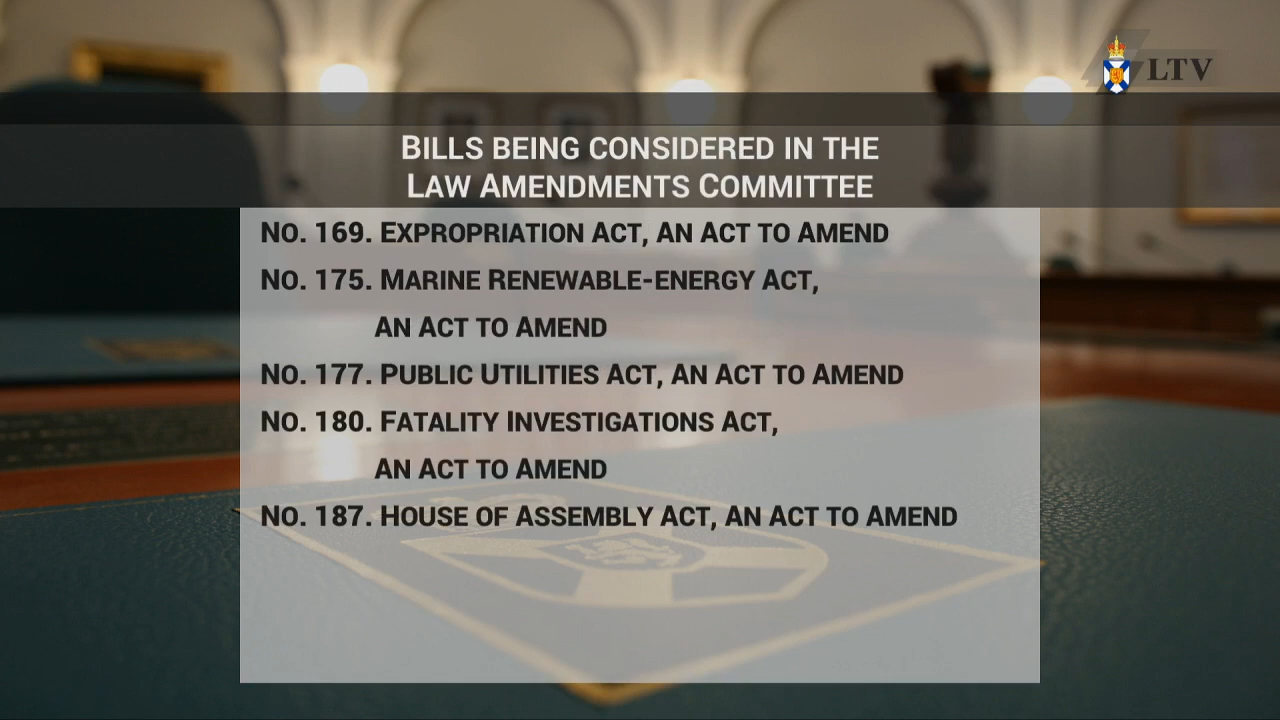 LTV
BILLS BEING CONSIDERED IN THE
LAW AMENDMENTS COMMITTEE
NO. 169. EXPROPRIATION ACT, AN ACT TO AMEND
NO. 175. MARINE RENEWABLE-ENERGY ACT,
AN ACT TO AMEND
NO. 177. PUBLIC UTILITIES ACT, AN ACT TO AMEND
NO. 180. FATALITY INVESTIGATIONS ACT,
AN ACT TO AMEND
NO. 187. HOUSE OF ASSEMBLY ACT, AN ACT TO AMEND